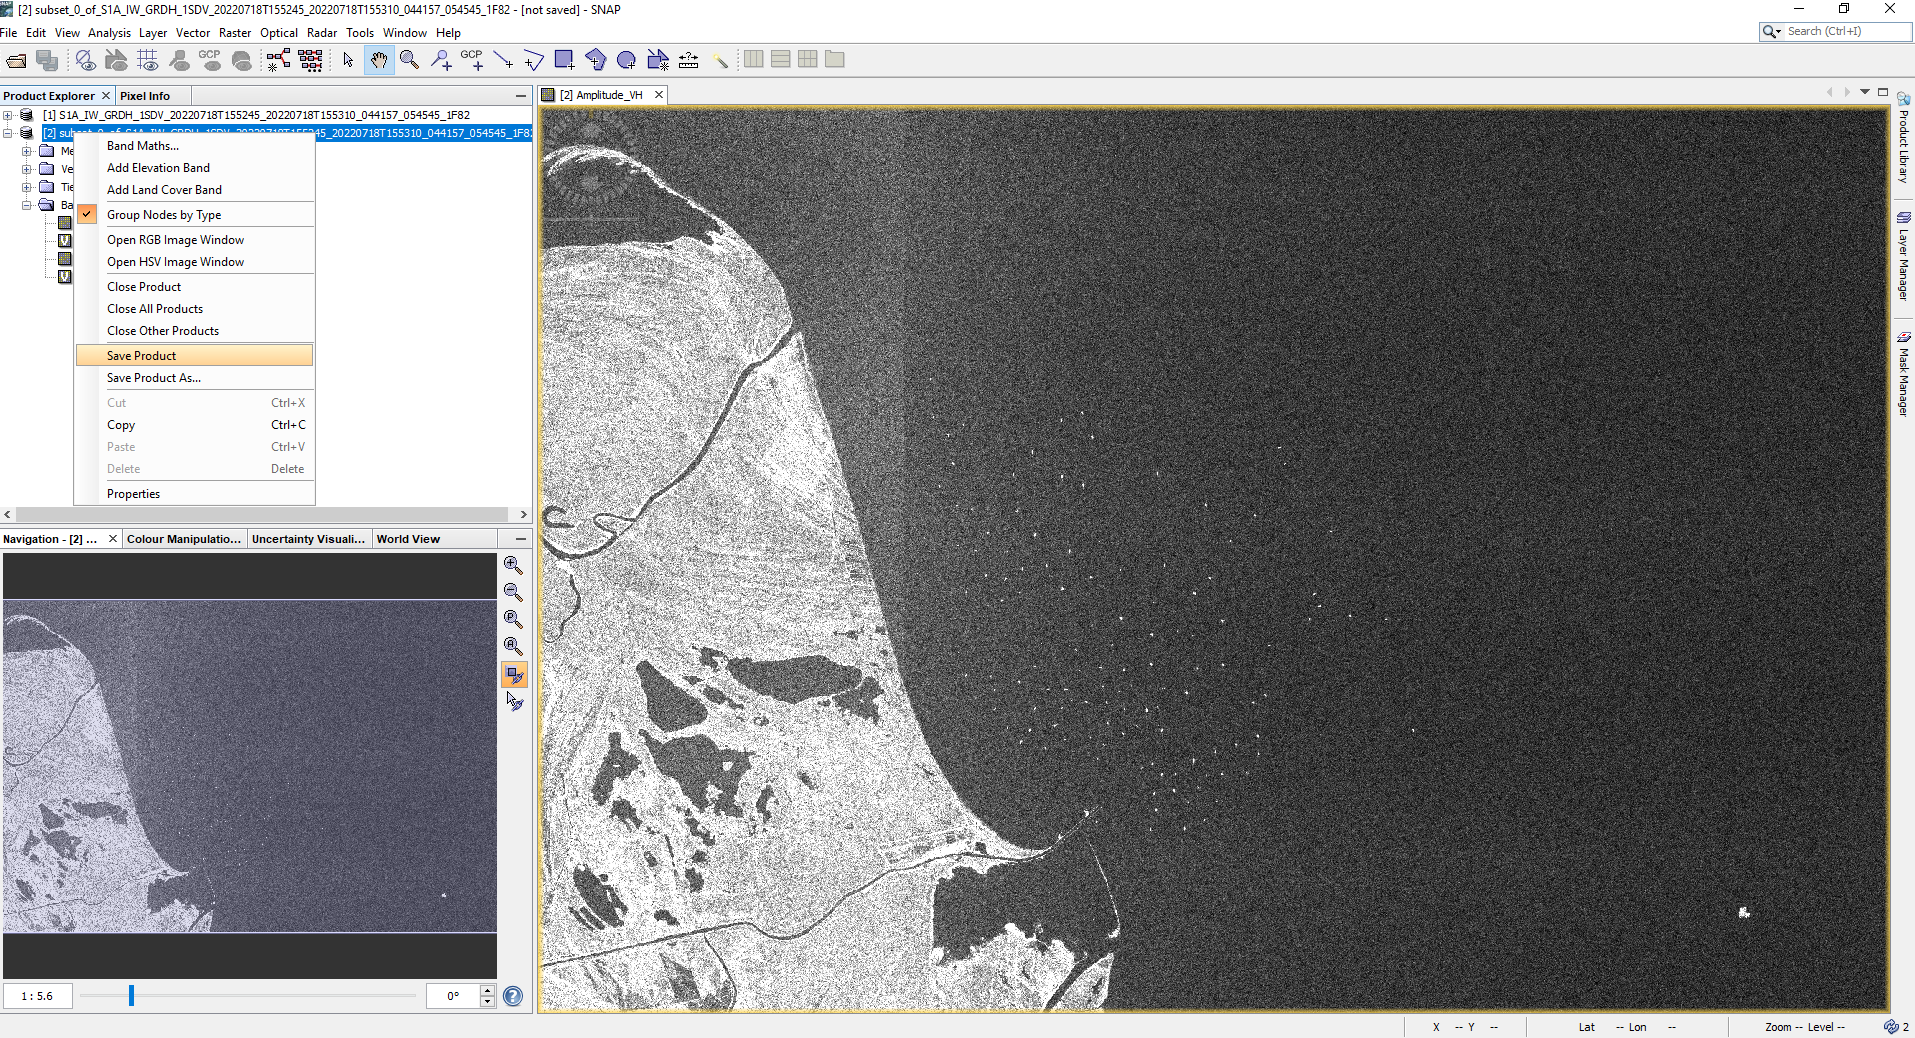 [2] subset_0_of_S1A_IW_GRDH_1SDV_20220718T155245_20220718T155310_044157_054545_1F82 - [not saved] - SNAP
File Edit View Analysis Layer Vector Raster Optical Radar Tools Window Help
Search (Ctrl+I)
GCP GCP
Product Explorer Pixel Info
[2] Amplitude_VH
[1] S1A_IW_GRDH_1SDV_20220718T155245_20220718T155310_044157_054545_1F82
[2] subset_0_of_S1A_IW_GRDH_1SDV_20220718T155245_20220718T155310_044157_054545_1F82
Me
Ve
Tie
Ba
Band Maths...
Add Elevation Band
Add Land Cover Band
Group Nodes by Type
Open RGB Image Window
Open HSV Image Window
Close Product
Close All Products
Close Other Products
Save Product
Save Product As...
Cut Ctrl+X
Copy Ctrl+C
Paste Ctrl+V
Delete Delete
Properties
Navigation - [2] ... Colour Manipulatio... Uncertainty Visuali... World View
1 : 5.6
0°
Product Library
Layer Manager
Mask Manager
X -- Y -- Lat -- Lon -- Zoom -- Level -- 2